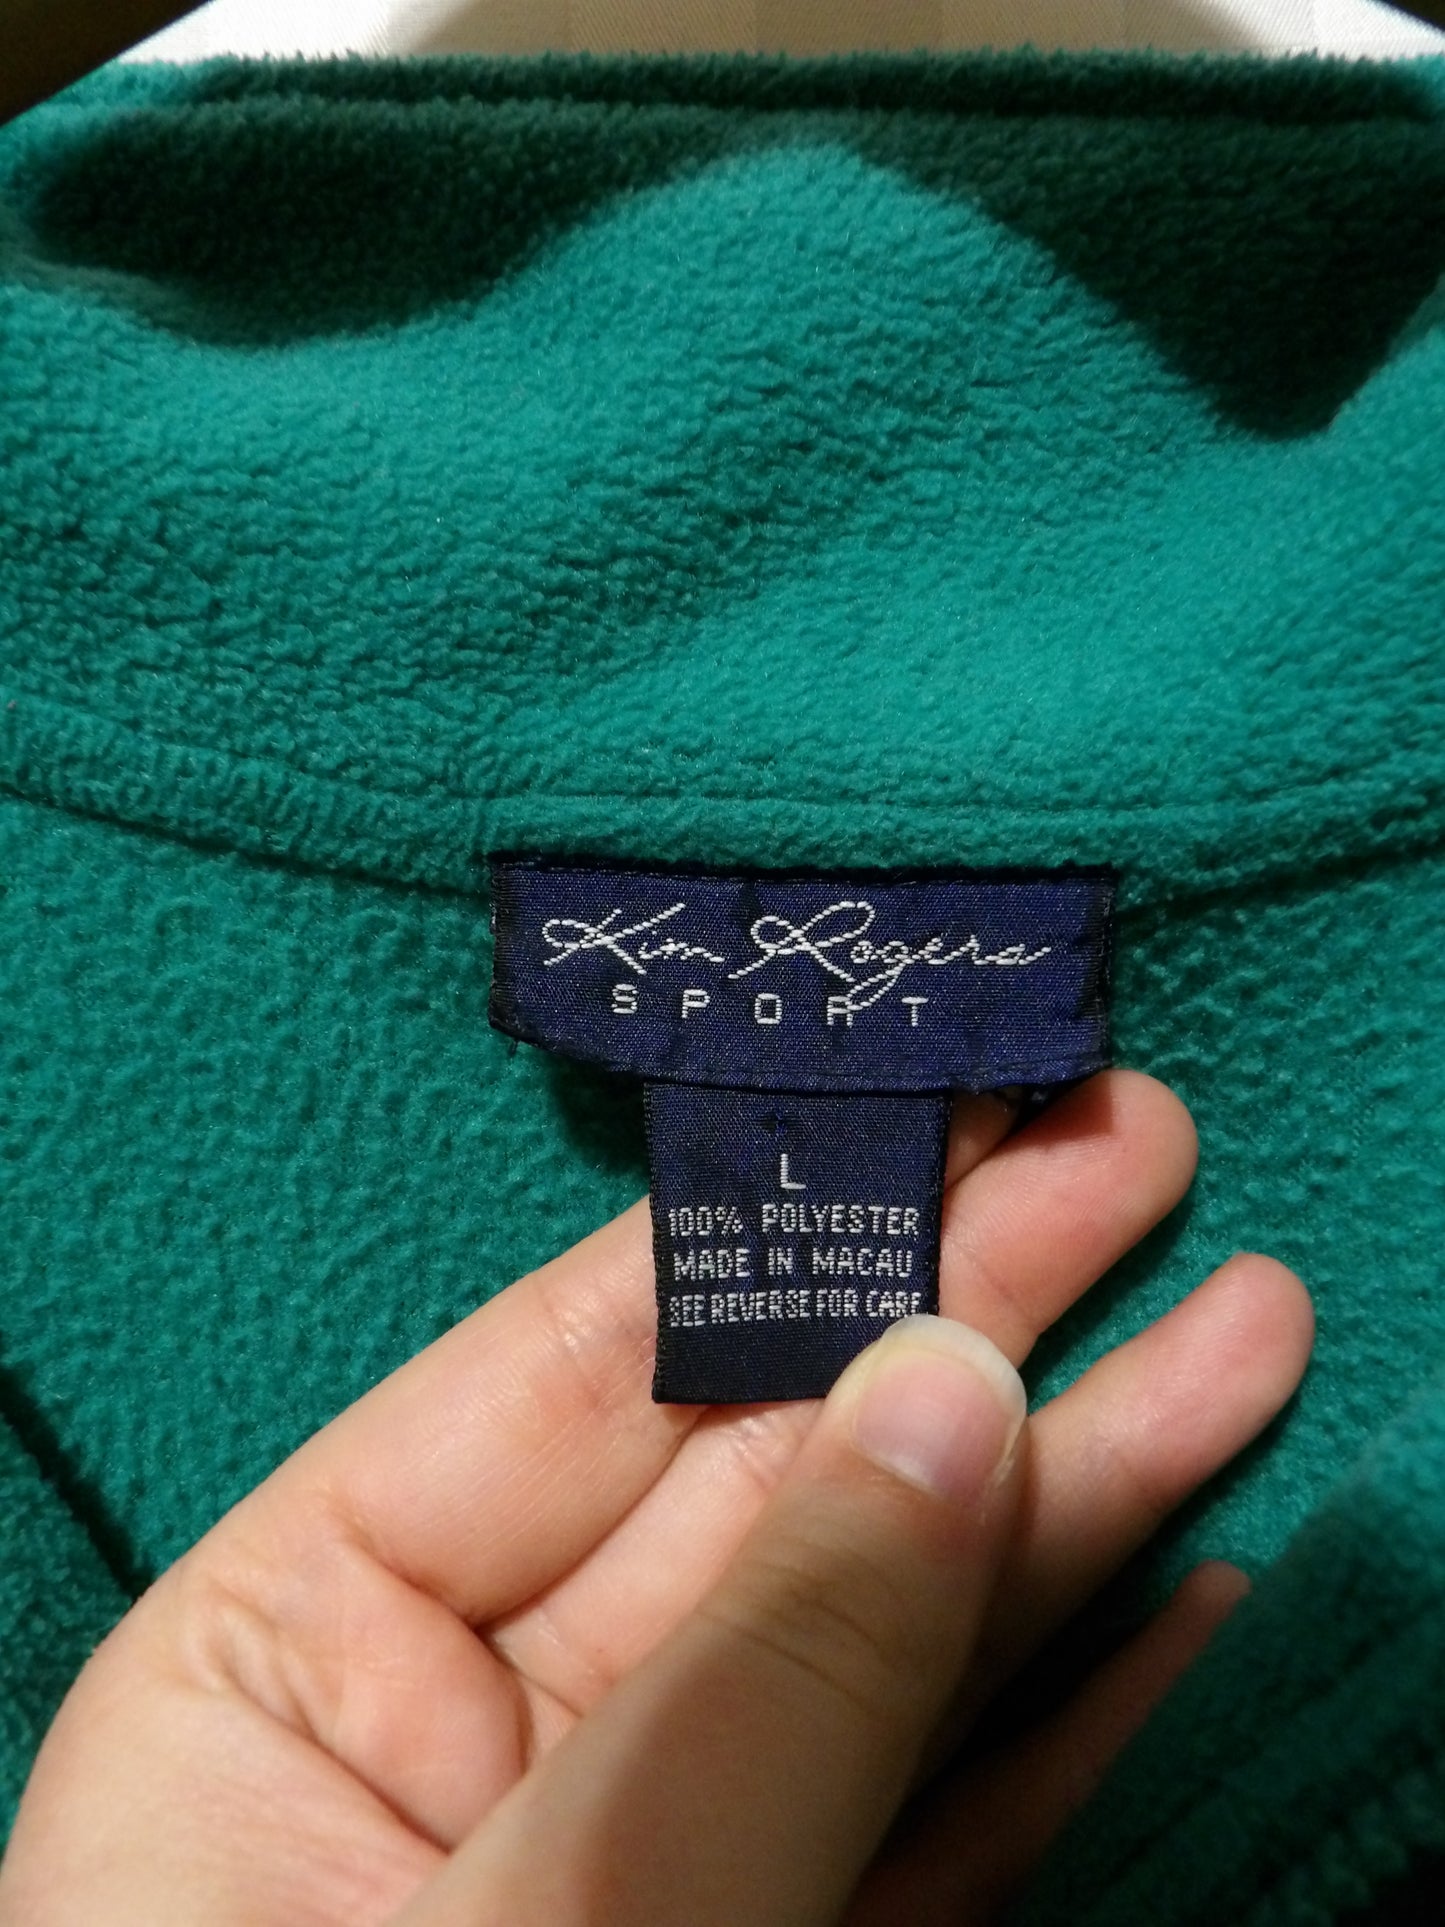 Kim Rogers
SPORT
L
100% POLYESTER
MADE IN MACAU
SEE REVERSE FOR CARE